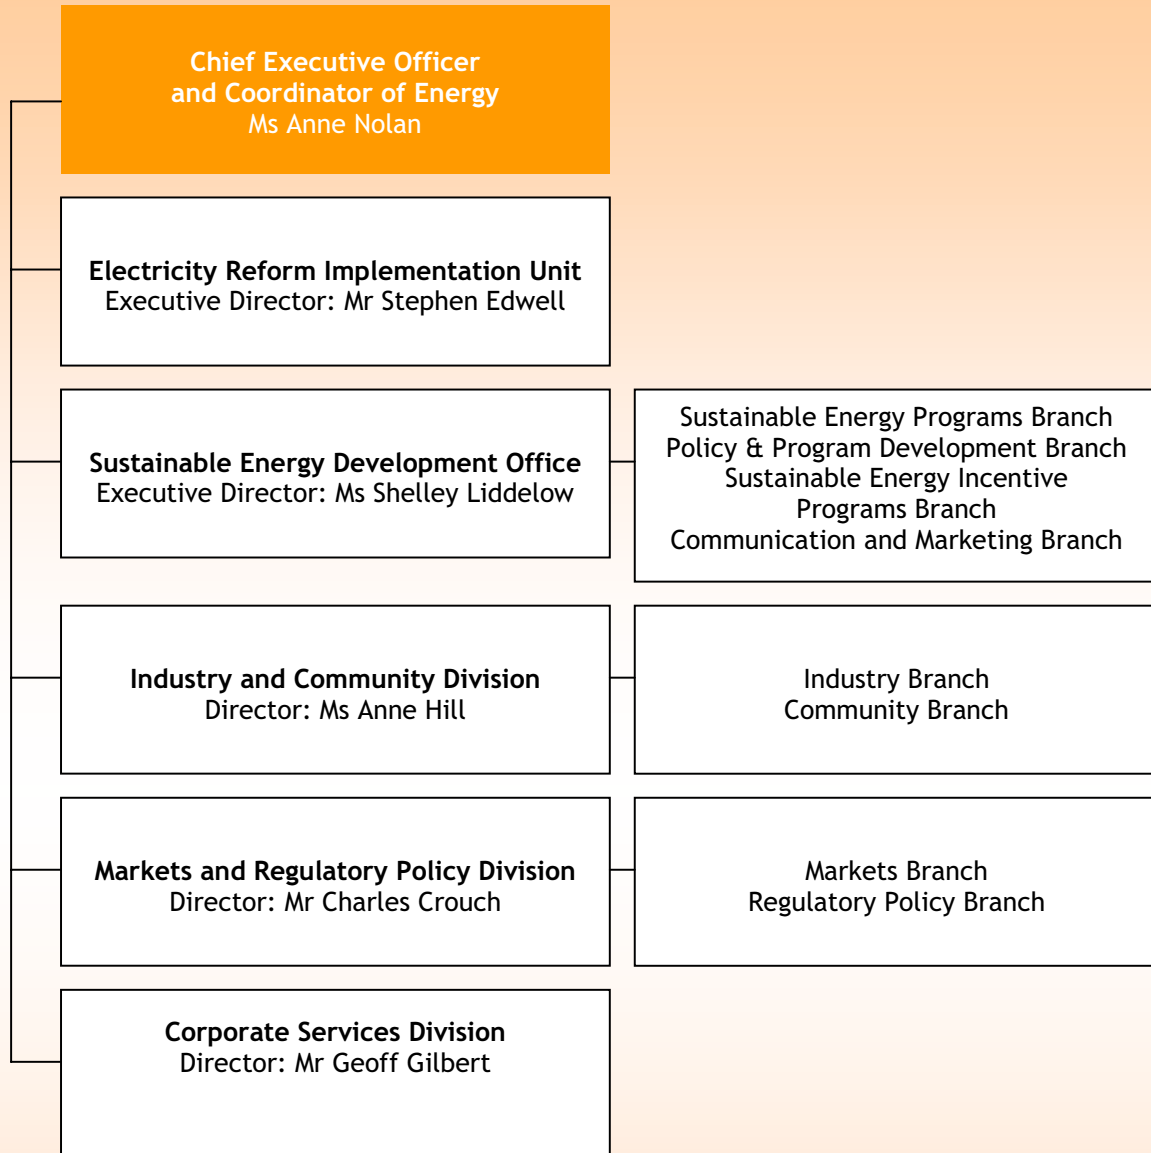 Chief Executive Officer
and Coordinator of Energy
Ms Anne Nolan
Electricity Reform Implementation Unit
Executive Director: Mr Stephen Edwell
Sustainable Energy Development Office
Executive Director: Ms Shelley Liddelow
Sustainable Energy Programs Branch
Policy & Program Development Branch
Sustainable Energy Incentive
Programs Branch
Communication and Marketing Branch
Industry and Community Division
Director: Ms Anne Hill
Industry Branch
Community Branch
Markets and Regulatory Policy Division
Director: Mr Charles Crouch
Markets Branch
Regulatory Policy Branch
Corporate Services Division
Director: Mr Geoff Gilbert